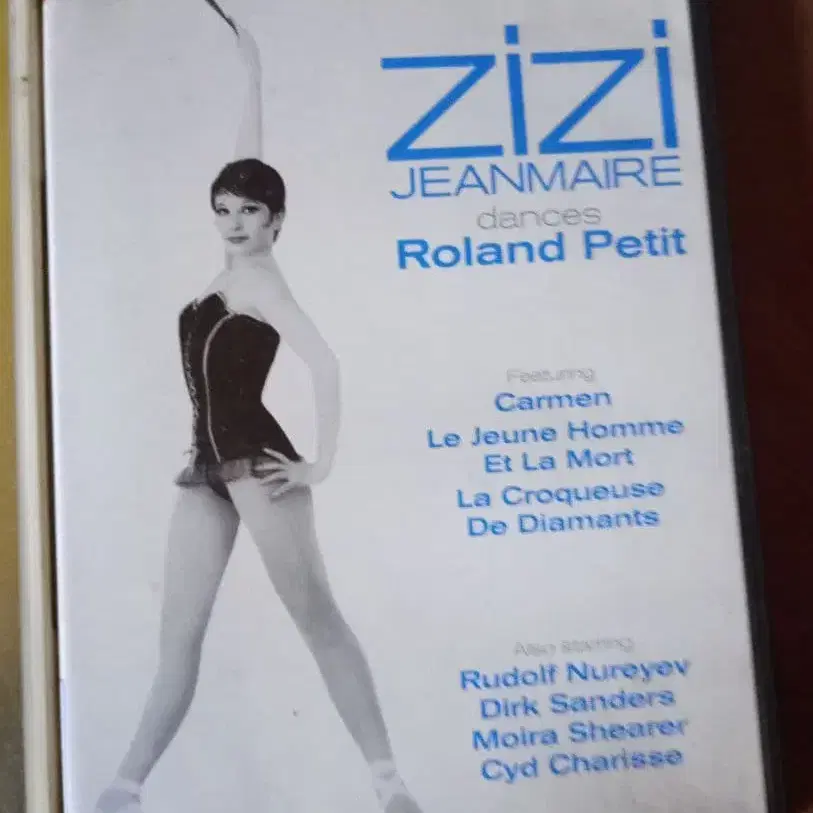 ZiZi
JEANMAIRE
dances
Roland Petit
Featuring
Carmen
Le Jeune Homme
Et La Mort
La Croqueuse
De Diamants
Also starring
Rudolf Nureyev
Dirk Sanders
Moira Shearer
Cyd Charisse